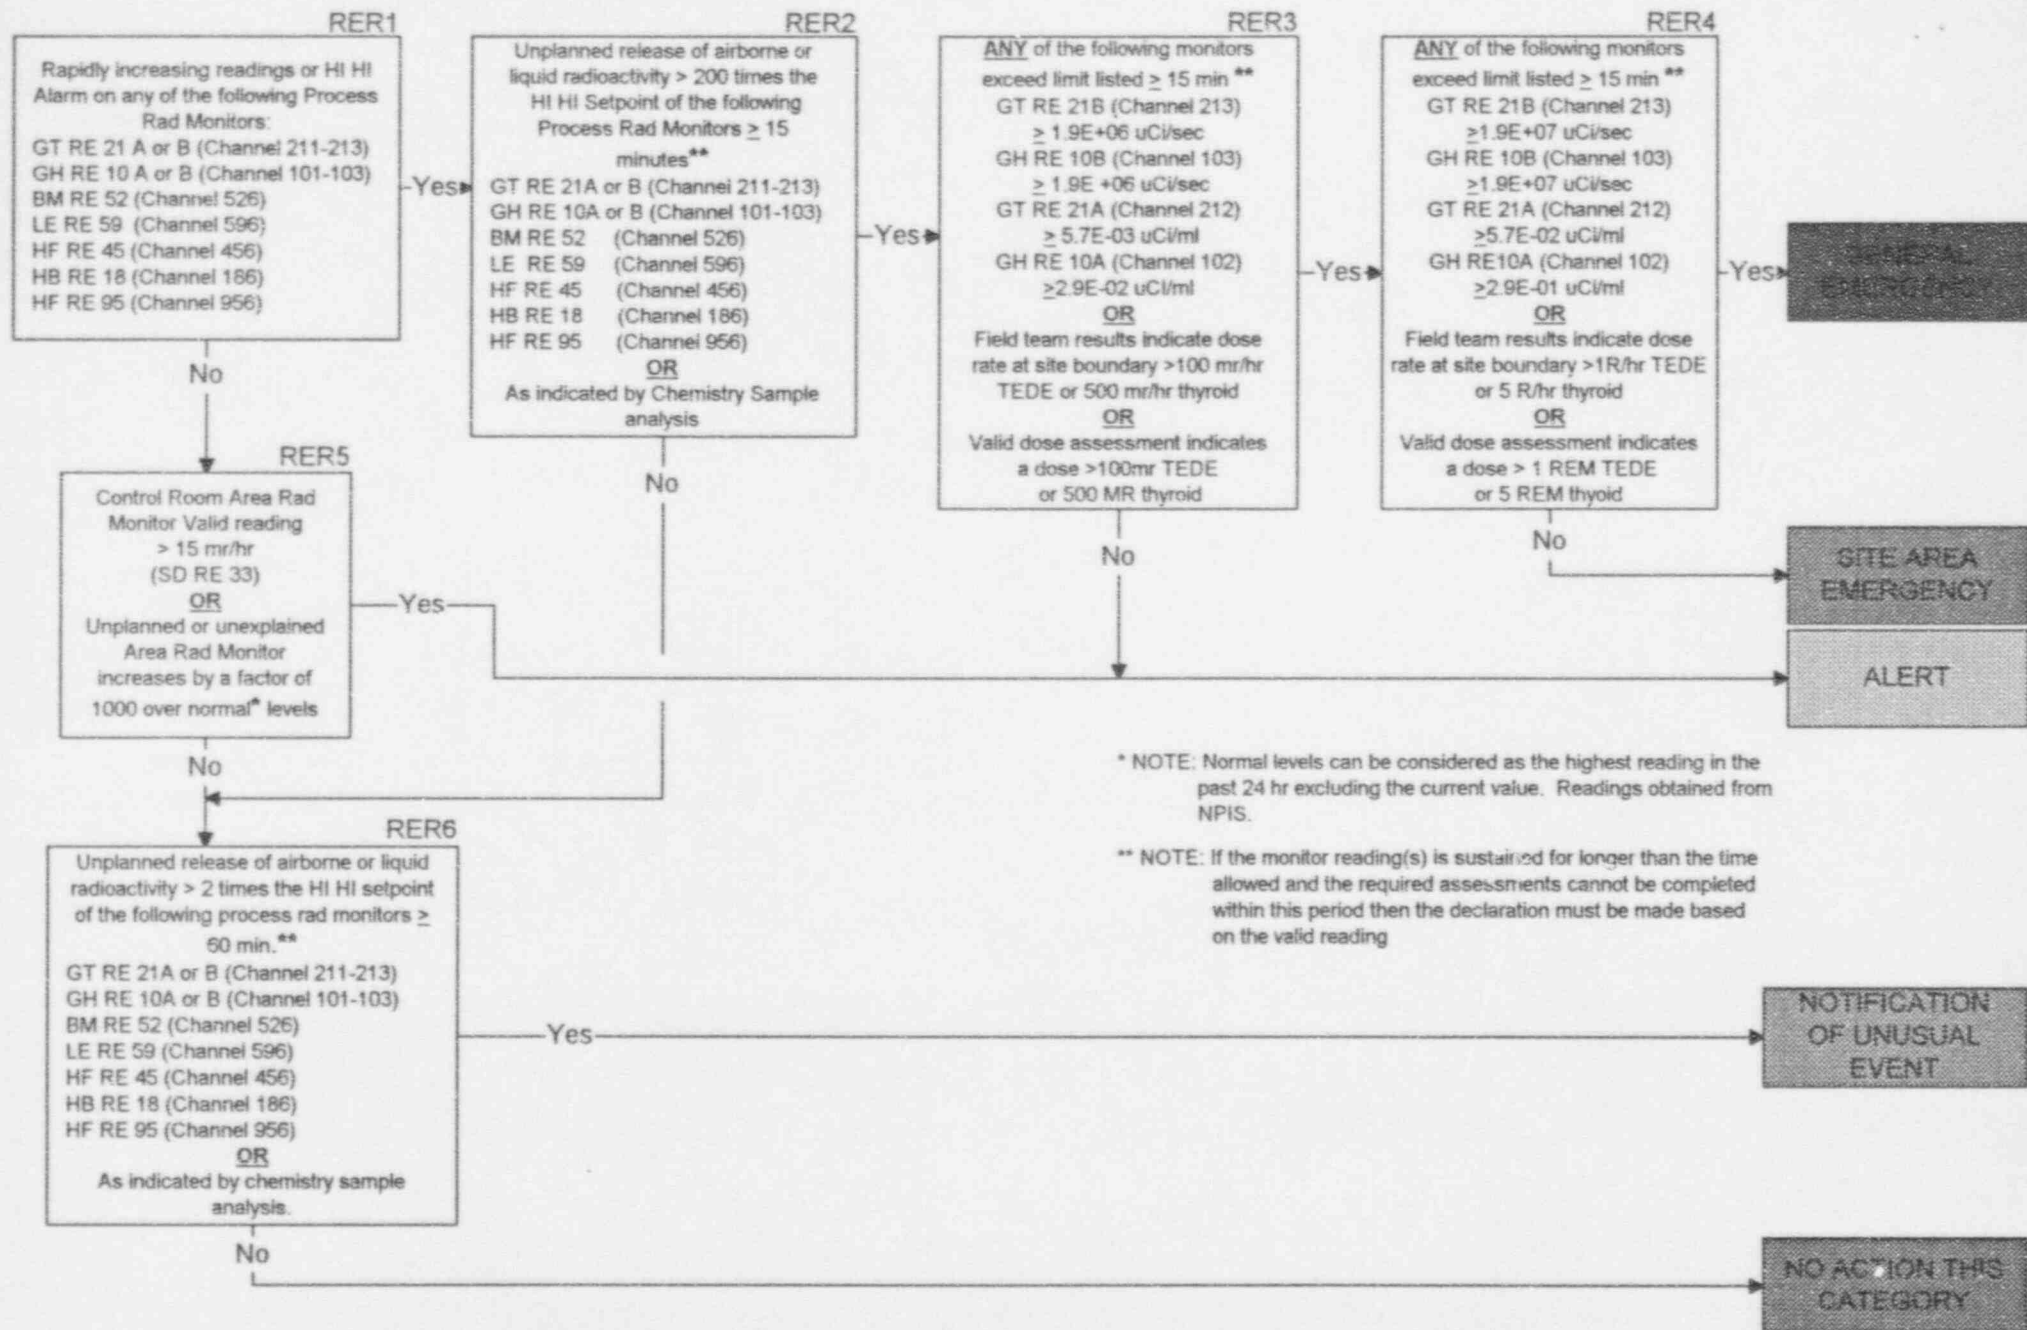 RER1
Rapidly increasing readings or HI HI
Alarm on any of the following Process
Rad Monitors:
GT RE 21 A or B (Channel 211-213)
GH RE 10 A or B (Channel 101-103)
BM RE 52 (Channel 526)
LE RE 59 (Channel 596)
HF RE 45 (Channel 456)
HB RE 18 (Channel 186)
HF RE 95 (Channel 956)
Yes
No
RER2
Unplanned release of airborne or
liquid radioactivity > 200 times the
HI HI Setpoint of the following
Process Rad Monitors ≥ 15
minutes**
GT RE 21A or B (Channel 211-213)
GH RE 10A or B (Channel 101-103)
BM RE 52 (Channel 526)
LE RE 59 (Channel 596)
HF RE 45 (Channel 456)
HB RE 18 (Channel 186)
HF RE 95 (Channel 956)
OR
As indicated by Chemistry Sample
analysis
Yes
No
RER3
ANY of the following monitors
exceed limit listed ≥ 15 min **
GT RE 21B (Channel 213)
≥ 1.9E+06 uCi/sec
GH RE 10B (Channel 103)
≥ 1.9E +06 uCi/sec
GT RE 21A (Channel 212)
≥ 5.7E-03 uCi/ml
GH RE 10A (Channel 102)
≥2.9E-02 uCi/ml
OR
Field team results indicate dose
rate at site boundary >100 mr/hr
TEDE or 500 mr/hr thyroid
OR
Valid dose assessment indicates
a dose >100mr TEDE
or 500 MR thyroid
Yes
No
RER4
ANY of the following monitors
exceed limit listed ≥ 15 min **
GT RE 21B (Channel 213)
≥1.9E+07 uCi/sec
GH RE 10B (Channel 103)
≥1.9E+07 uCi/sec
GT RE 21A (Channel 212)
≥5.7E-02 uCi/ml
GH RE10A (Channel 102)
≥2.9E-01 uCi/ml
OR
Field team results indicate dose
rate at site boundary >1R/hr TEDE
or 5 R/hr thyroid
OR
Valid dose assessment indicates
a dose > 1 REM TEDE
or 5 REM thyoid
Yes
No
GENERAL
EMERGENCY
SITE AREA
EMERGENCY
ALERT
RER5
Control Room Area Rad
Monitor Valid reading
> 15 mr/hr
(SD RE 33)
OR
Unplanned or unexplained
Area Rad Monitor
increases by a factor of
1000 over normal* levels
Yes
No
* NOTE: Normal levels can be considered as the highest reading in the
past 24 hr excluding the current value. Readings obtained from
NPIS.
** NOTE: If the monitor reading(s) is sustained for longer than the time
allowed and the required assessments cannot be completed
within this period then the declaration must be made based
on the valid reading
RER6
Unplanned release of airborne or liquid
radioactivity > 2 times the HI HI setpoint
of the following process rad monitors ≥
60 min.**
GT RE 21A or B (Channel 211-213)
GH RE 10A or B (Channel 101-103)
BM RE 52 (Channel 526)
LE RE 59 (Channel 596)
HF RE 45 (Channel 456)
HB RE 18 (Channel 186)
HF RE 95 (Channel 956)
OR
As indicated by chemistry sample
analysis.
Yes
No
NOTIFICATION
OF UNUSUAL
EVENT
NO ACTION THIS
CATEGORY